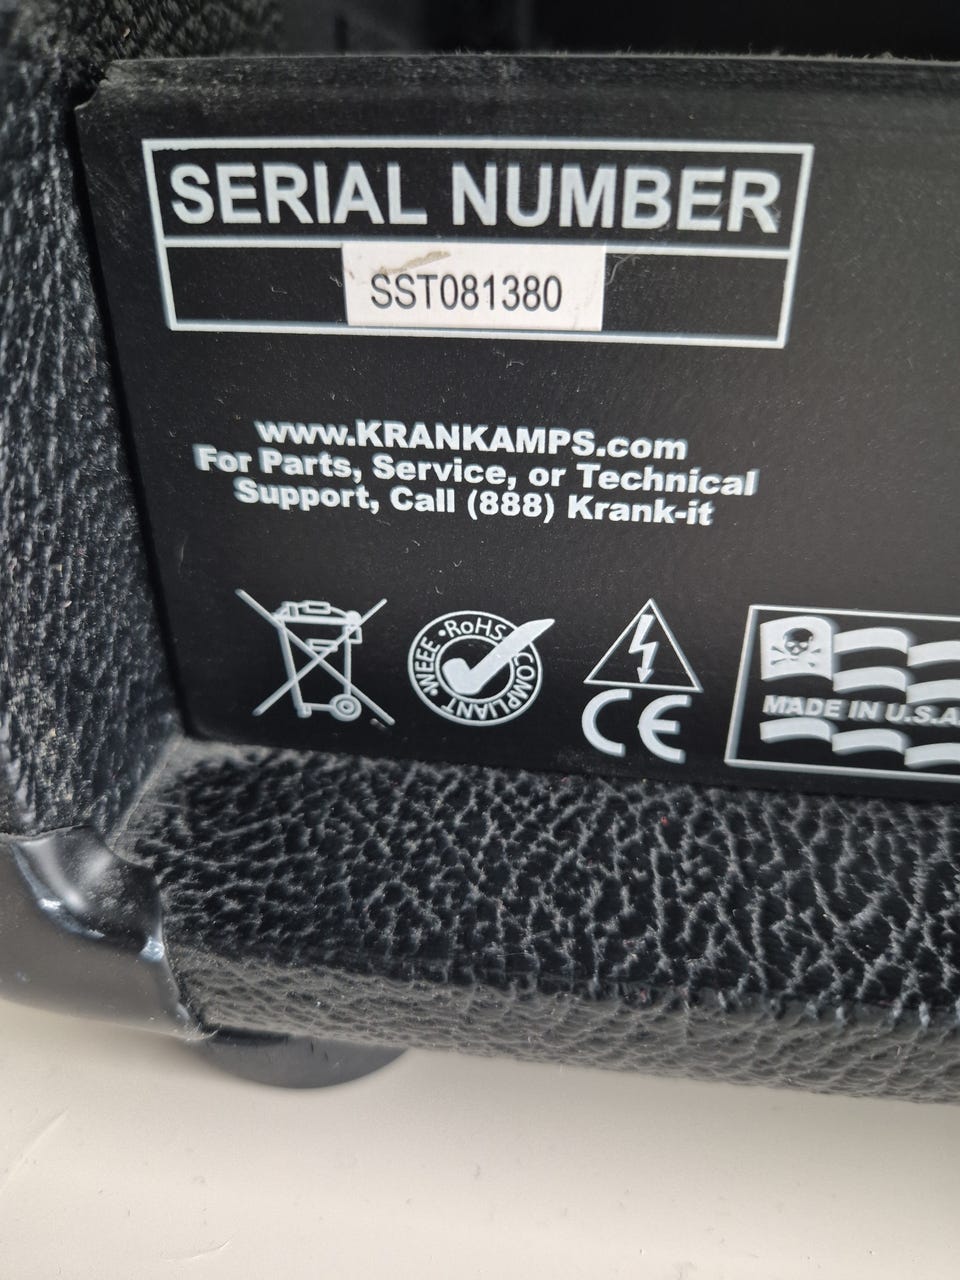 SERIAL NUMBER
SST081380
www.KRANKAMPS.com
For Parts, Service, or Technical
Support, Call (888) Krank-it
•RoHS COMPLIANT•WEEE
CE
MADE IN U.S.A.